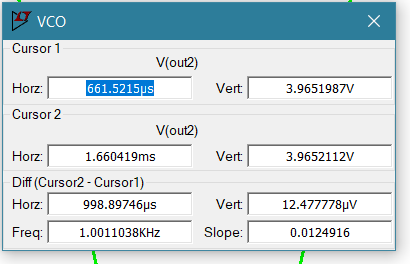 VCO
Cursor 1
V(out2)
Horz: 661.5215µs Vert: 3.9651987V
Cursor 2
V(out2)
Horz: 1.660419ms Vert: 3.9652112V
Diff (Cursor2 - Cursor1)
Horz: 998.89746µs Vert: 12.477778µV
Freq: 1.0011038KHz Slope: 0.0124916